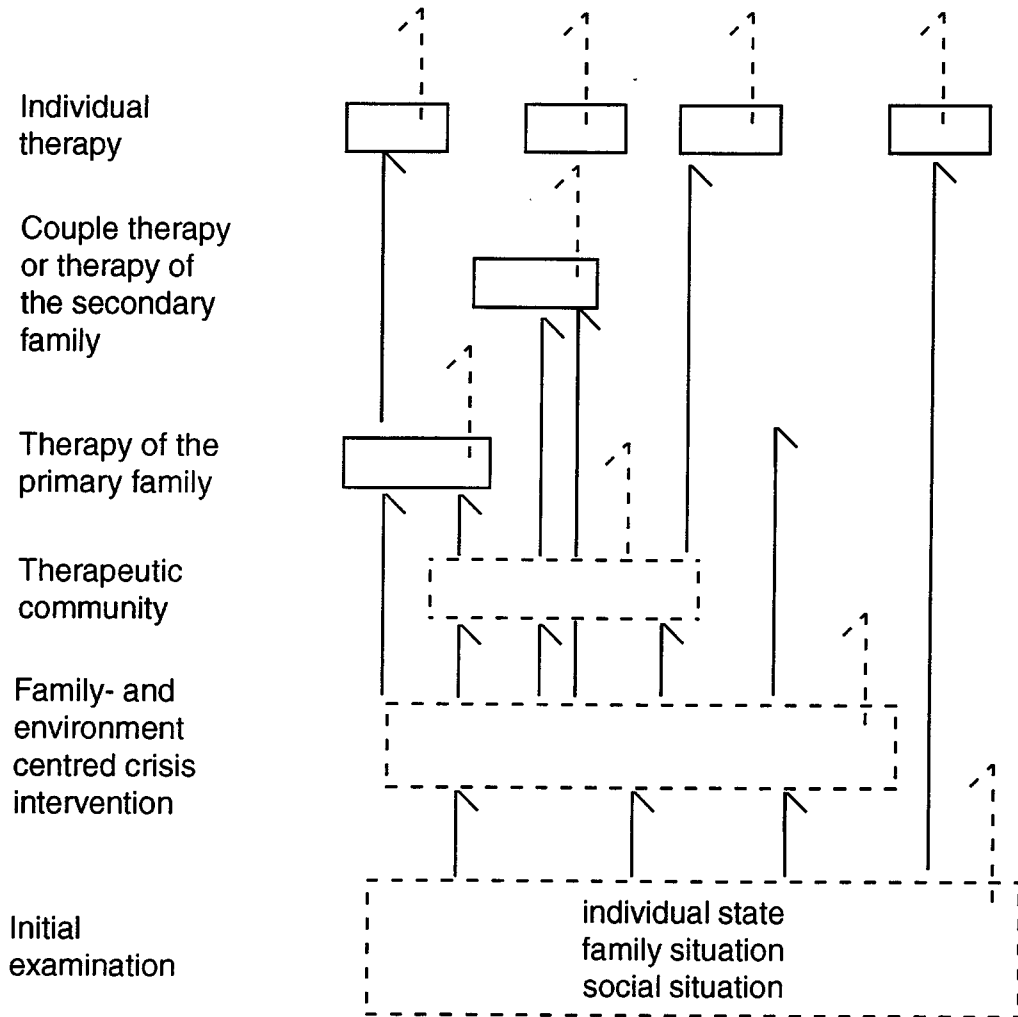 Individual
therapy
Couple therapy
or therapy of
the secondary
family
Therapy of the
primary family
Therapeutic
community
Family- and
environment
centred crisis
intervention
Initial
examination
individual state
family situation
social situation